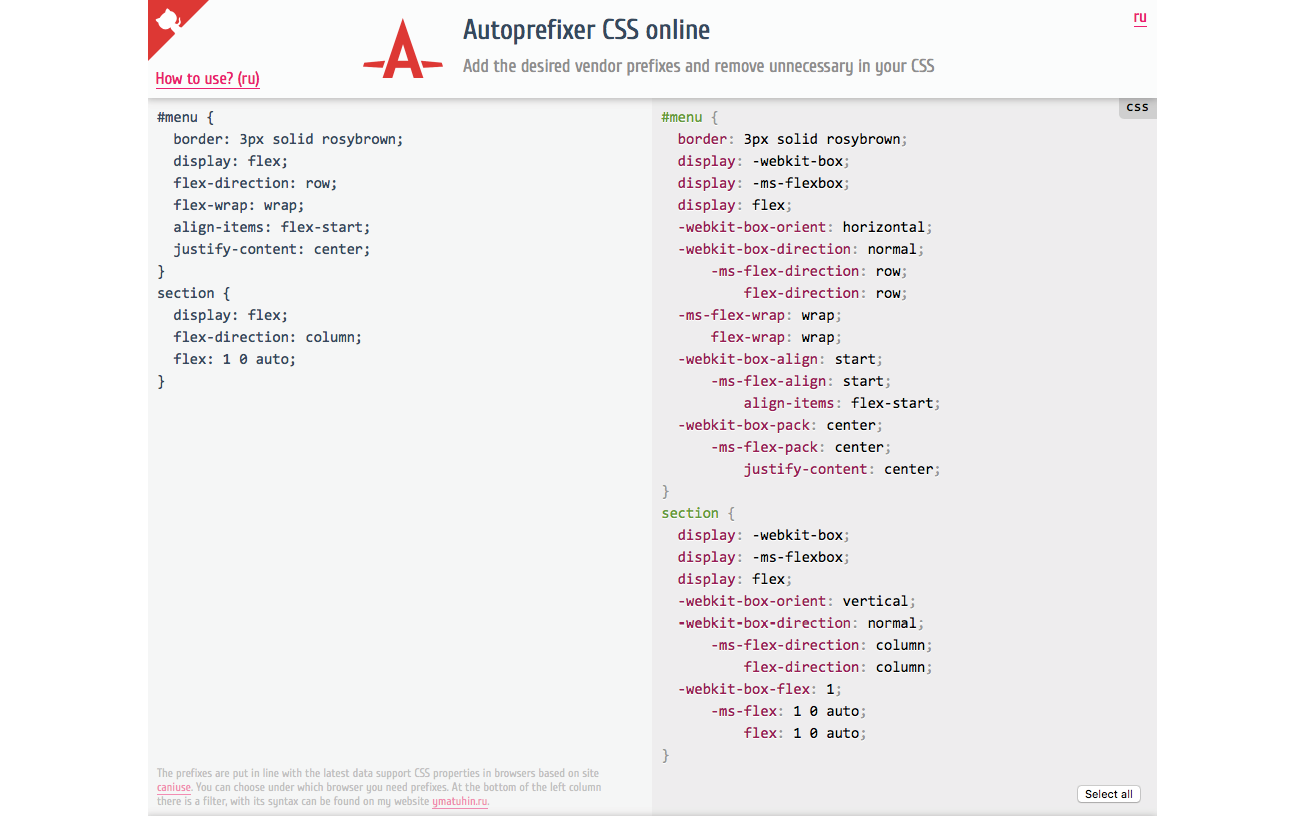 Autoprefixer CSS online
ru
Add the desired vendor prefixes and remove unnecessary in your CSS
How to use? (ru)
#menu {
  border: 3px solid rosybrown;
  display: flex;
  flex-direction: row;
  flex-wrap: wrap;
  align-items: flex-start;
  justify-content: center;
}
section {
  display: flex;
  flex-direction: column;
  flex: 1 0 auto;
}
The prefixes are put in line with the latest data support CSS properties in browsers based on site
caniuse. You can choose under which browser you need prefixes. At the bottom of the left column
there is a filter, with its syntax can be found on my website ymatuhin.ru.
css
#menu {
  border: 3px solid rosybrown;
  display: -webkit-box;
  display: -ms-flexbox;
  display: flex;
  -webkit-box-orient: horizontal;
  -webkit-box-direction: normal;
      -ms-flex-direction: row;
          flex-direction: row;
  -ms-flex-wrap: wrap;
      flex-wrap: wrap;
  -webkit-box-align: start;
      -ms-flex-align: start;
          align-items: flex-start;
  -webkit-box-pack: center;
      -ms-flex-pack: center;
          justify-content: center;
}
section {
  display: -webkit-box;
  display: -ms-flexbox;
  display: flex;
  -webkit-box-orient: vertical;
  -webkit-box-direction: normal;
      -ms-flex-direction: column;
          flex-direction: column;
  -webkit-box-flex: 1;
      -ms-flex: 1 0 auto;
          flex: 1 0 auto;
}
Select all